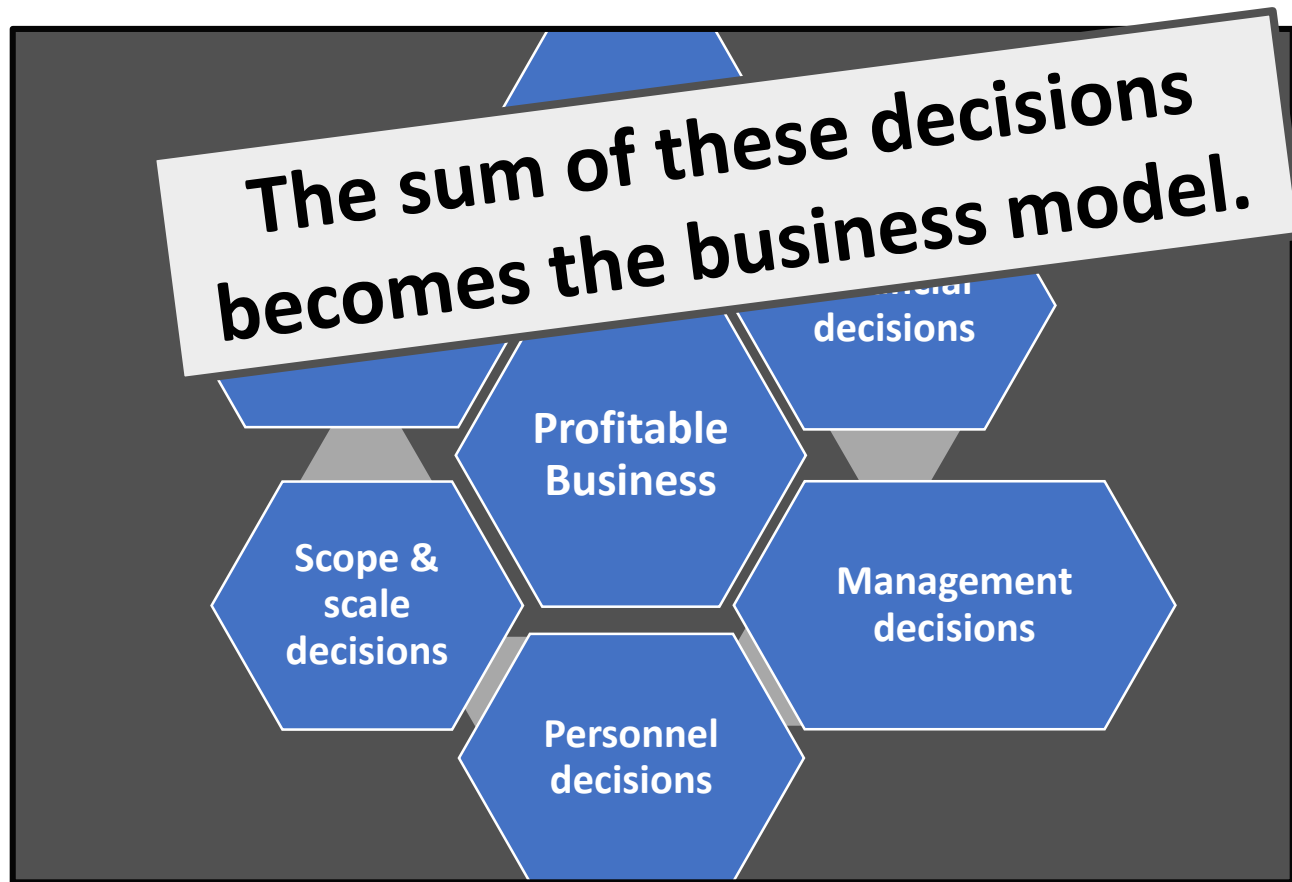 The sum of these decisions
becomes the business model.
decisions
Profitable
Business
Scope &
scale
decisions
Management
decisions
Personnel
decisions